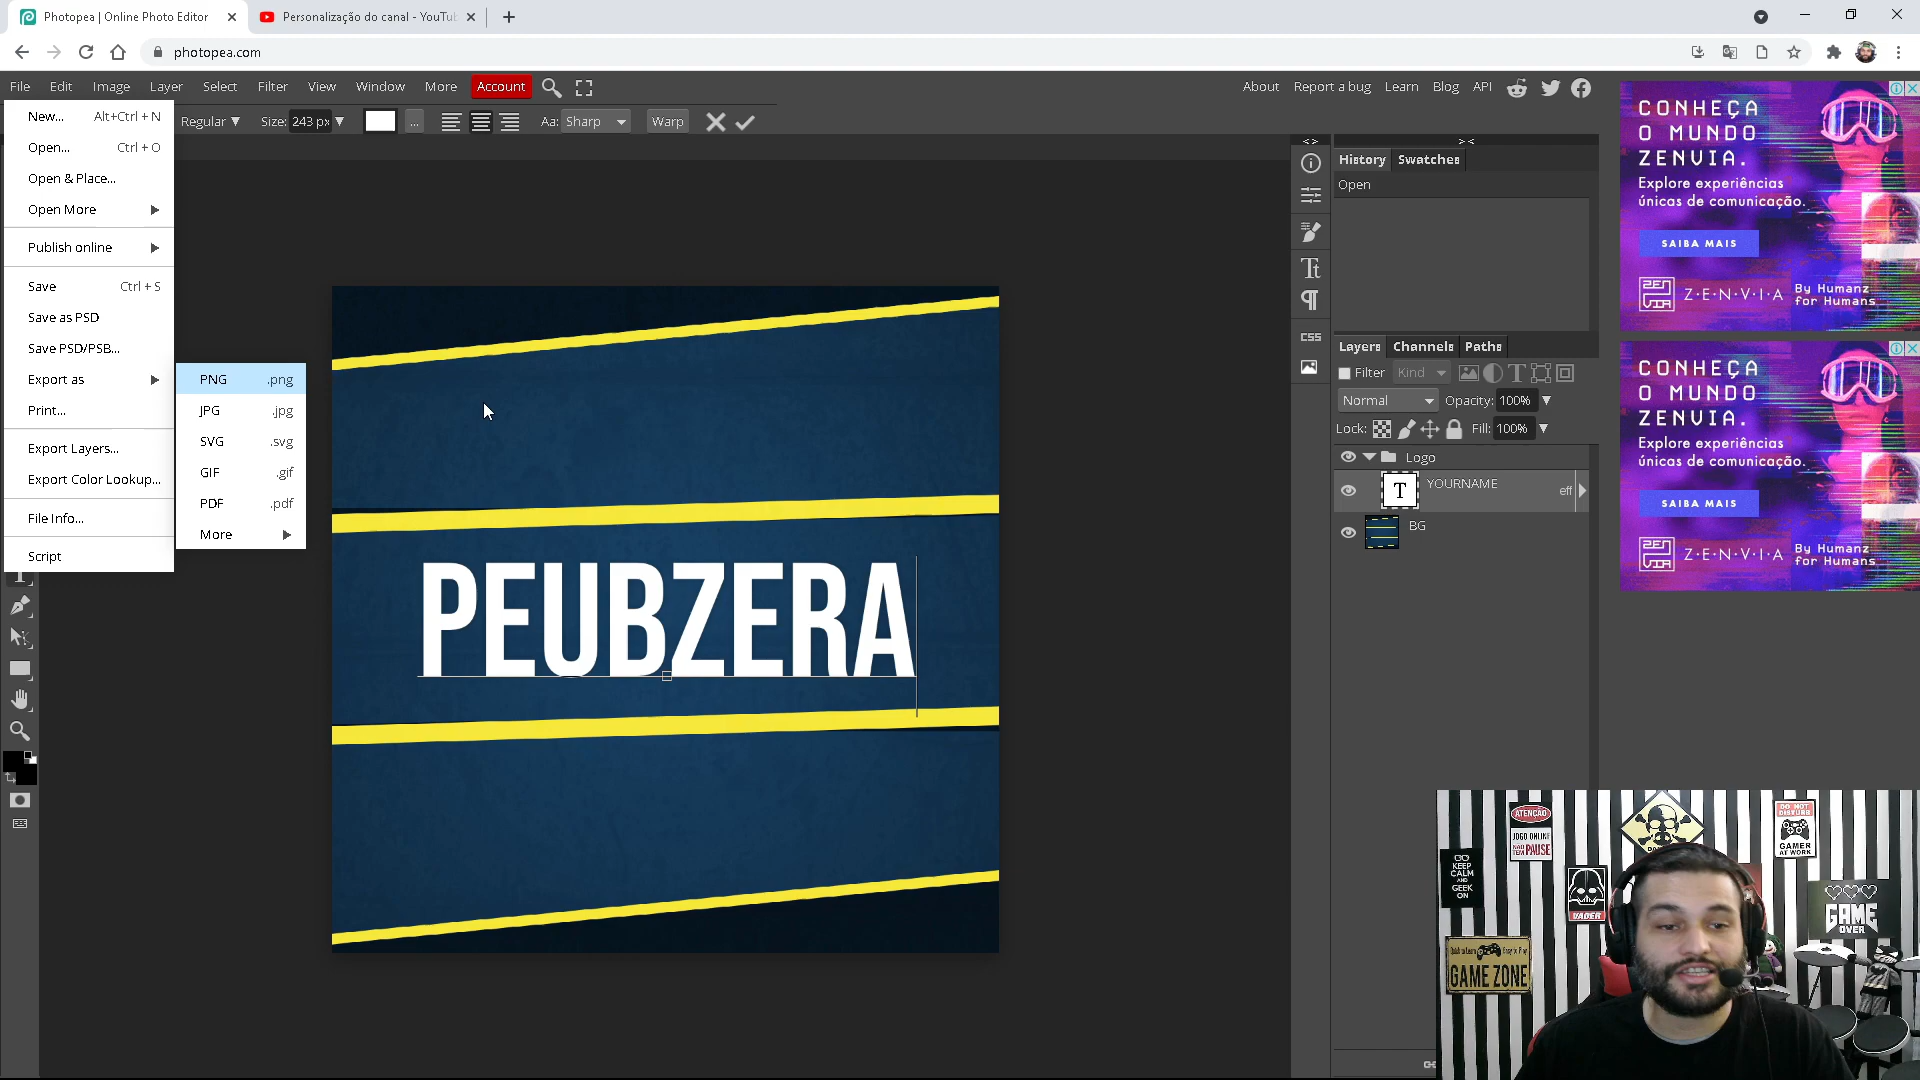 Photopea | Online Photo Editor
Personalização do canal - YouTub
photopea.com
File Edit Image Layer Select Filter View Window More Account
About Report a bug Learn Blog API
Regular Size: 243 px ... Aa: Sharp Warp
New... Alt+Ctrl + N
Open... Ctrl + O
Open & Place...
Open More
Publish online
Save Ctrl + S
Save as PSD
Save PSD/PSB...
Export as
Print...
Export Layers...
Export Color Lookup...
File Info...
Script
PNG .png
JPG .jpg
SVG .svg
GIF .gif
PDF .pdf
More
PEUBZERA
< >
> <
History Swatches
Open
CSS
Layers Channels Paths
Filter Kind
Normal Opacity: 100%
Lock: Fill: 100%
Logo
T YOURNAME eff
BG
CONHEÇA
O MUNDO
ZENVIA.
Explore experiências
únicas de comunicação.
SAIBA MAIS
Z·E·N·V·I·A By Humanz
for Humans
CONHEÇA
O MUNDO
ZENVIA.
Explore experiências
únicas de comunicação.
SAIBA MAIS
Z·E·N·V·I·A By Humanz
for Humans
ATENÇÃO
JOGO ONLINE
NÃO TEM PAUSE
DO NOT
DISTURB
GAMER
AT WORK
KEEP
CALM
AND
GEEK
ON
VADER
GAME
OVER
GAME ZONE